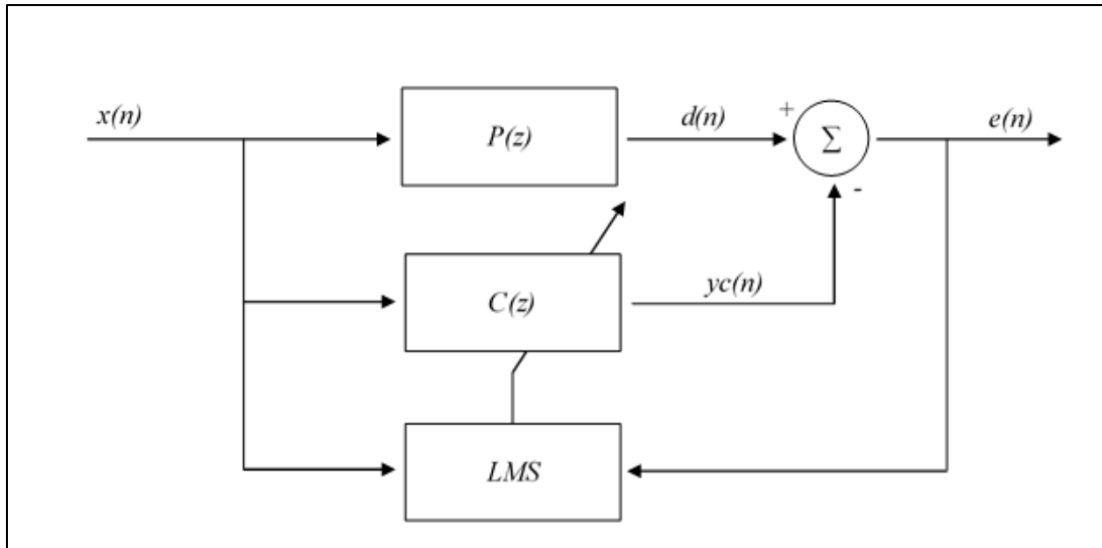 x(n)
P(z)
d(n)
+
Σ
e(n)
-
C(z)
yc(n)
LMS